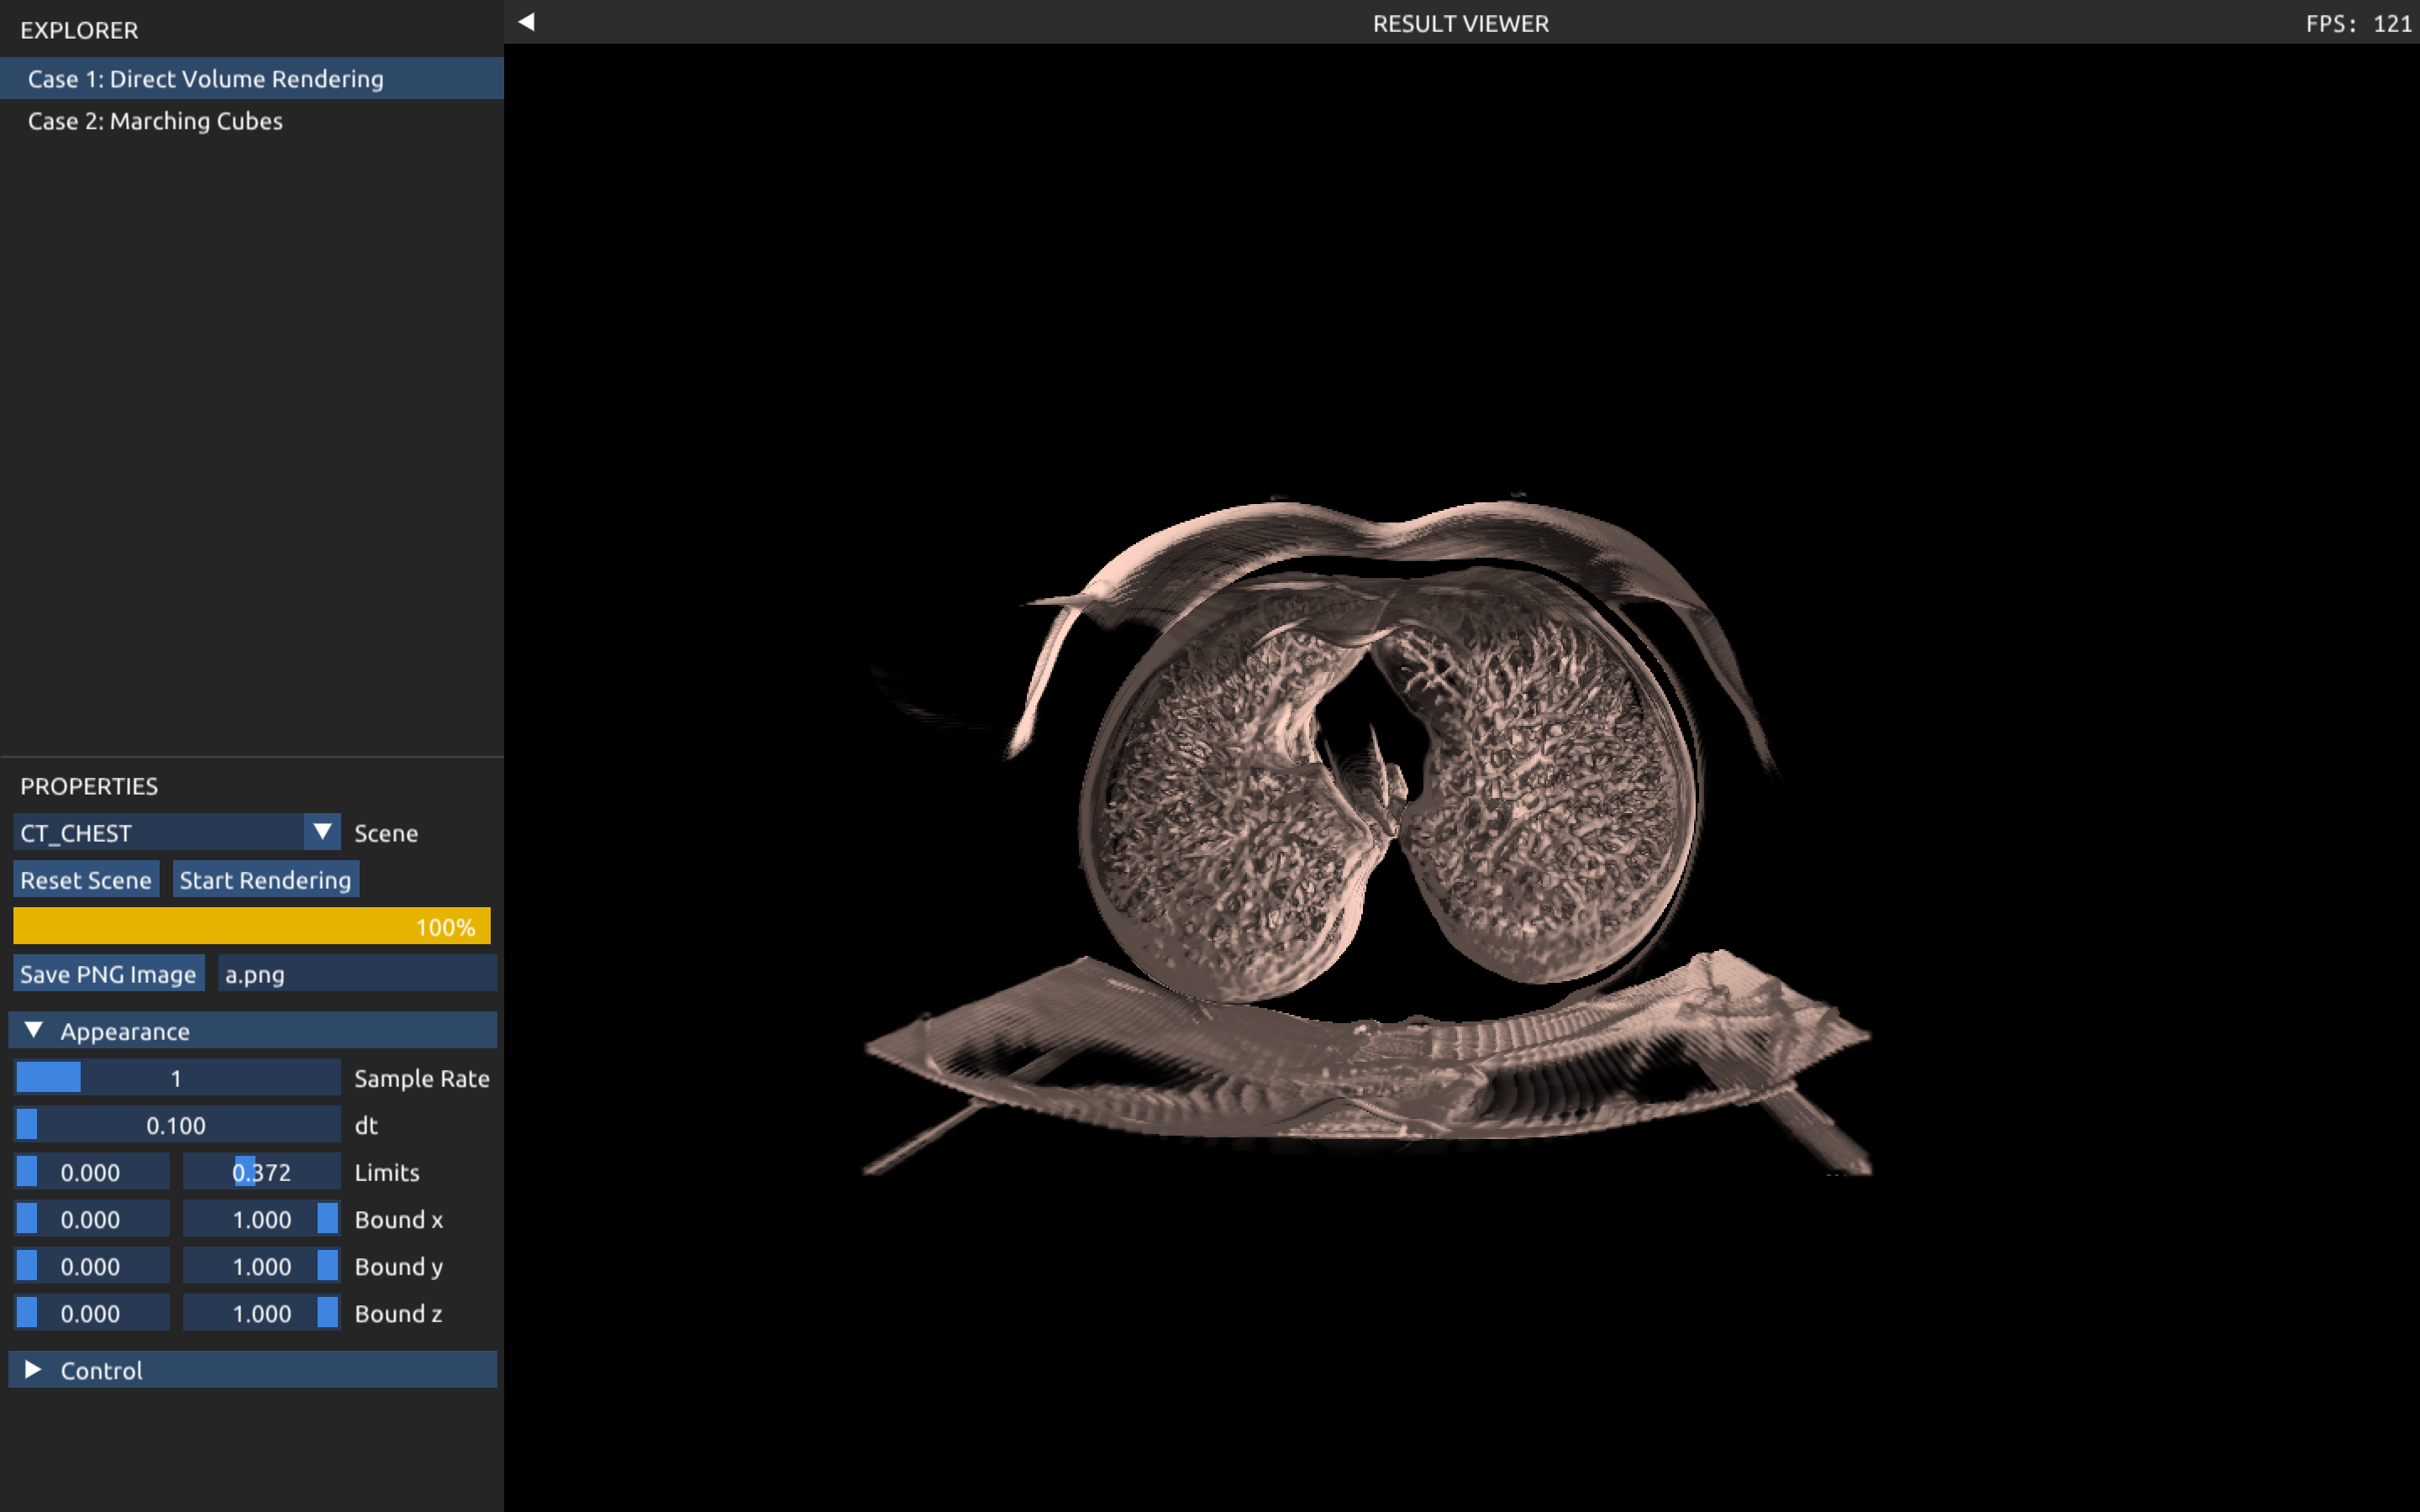 EXPLORER
Case 1: Direct Volume Rendering
Case 2: Marching Cubes
RESULT VIEWER
FPS: 121
PROPERTIES
CT_CHEST Scene
Reset Scene Start Rendering
100%
Save PNG Image a.png
Appearance
1 Sample Rate
0.100 dt
0.000 0.372 Limits
0.000 1.000 Bound x
0.000 1.000 Bound y
0.000 1.000 Bound z
Control